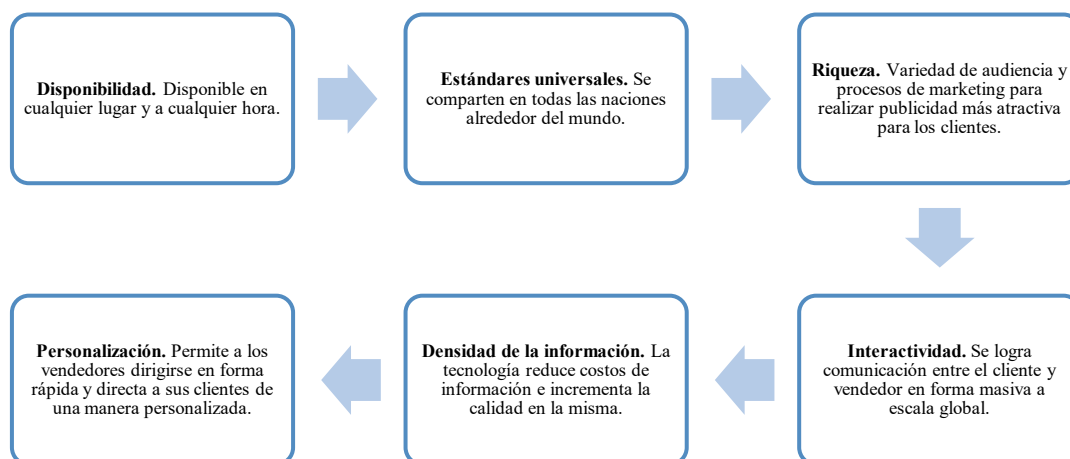 Disponibilidad. Disponible en
cualquier lugar y a cualquier hora.
Estándares universales. Se
comparten en todas las naciones
alrededor del mundo.
Riqueza. Variedad de audiencia y
procesos de marketing para
realizar publicidad más atractiva
para los clientes.
Interactividad. Se logra
comunicación entre el cliente y
vendedor en forma masiva a
escala global.
Densidad de la información. La
tecnología reduce costos de
información e incrementa la
calidad en la misma.
Personalización. Permite a los
vendedores dirigirse en forma
rápida y directa a sus clientes de
una manera personalizada.